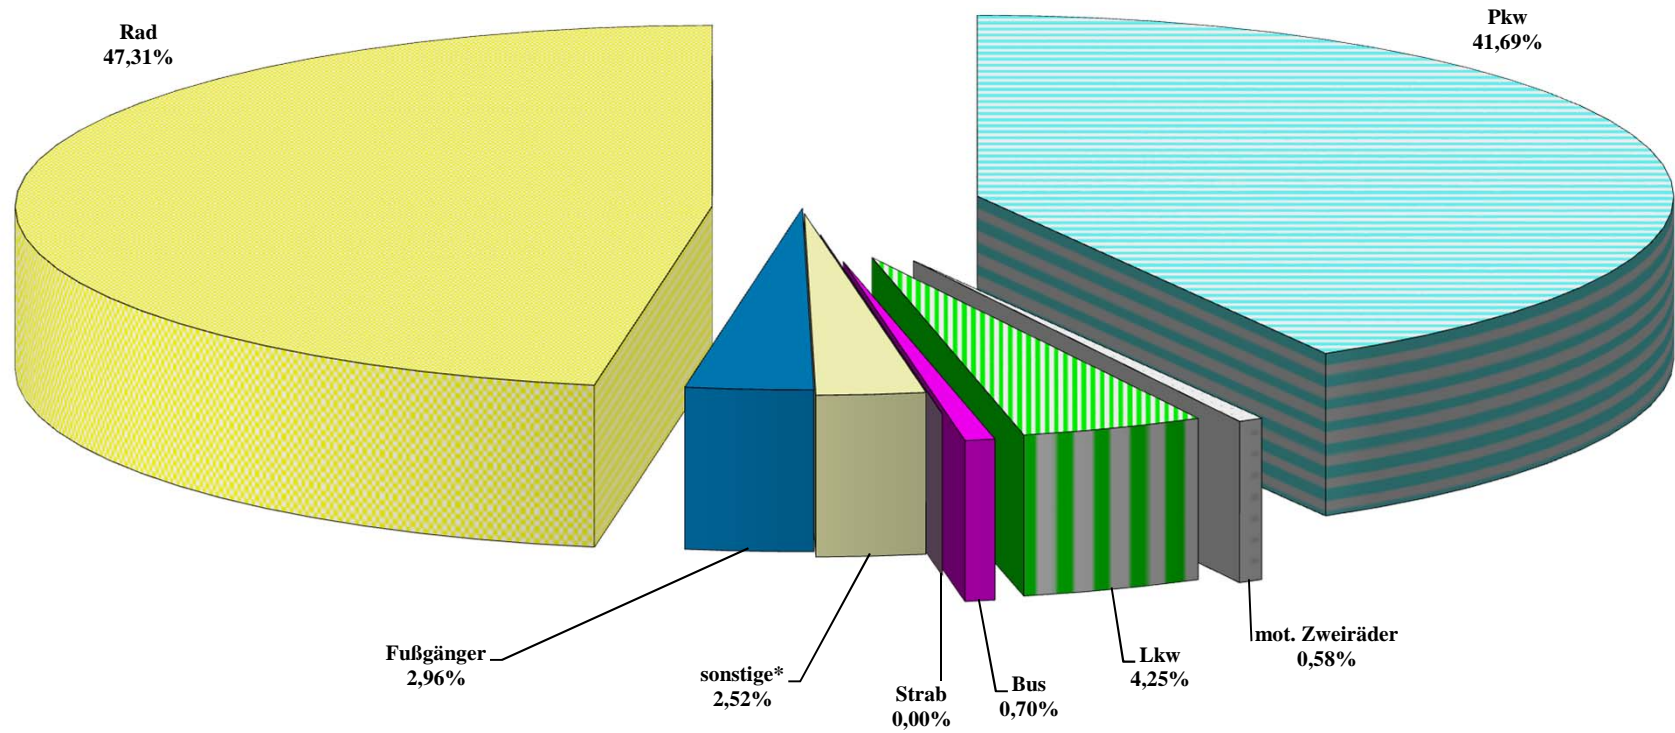 Rad
47,31%
Pkw
41,69%
Fußgänger
2,96%
sonstige*
2,52%
Strab
0,00%
Bus
0,70%
Lkw
4,25%
mot. Zweiräder
0,58%